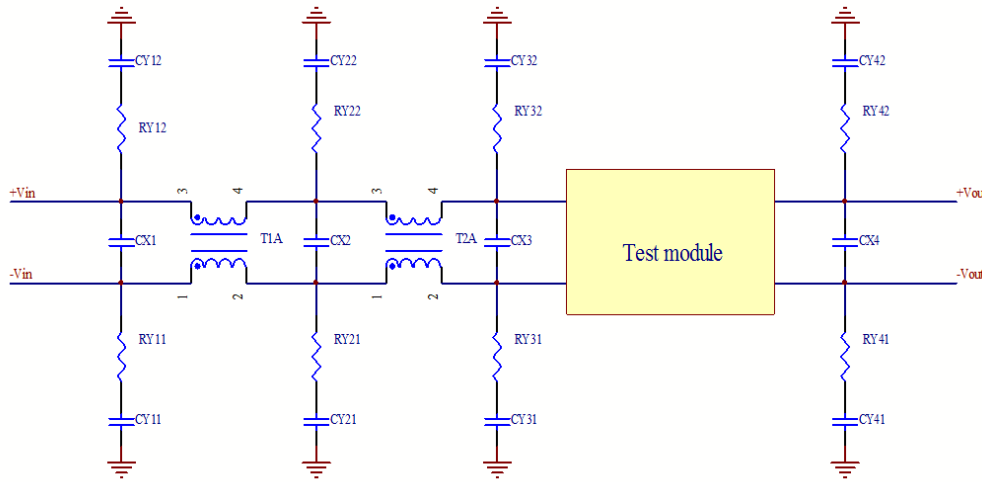 CY12 CY22 CY32 CY42
RY12 RY22 RY32 RY42
3 4 3 4
+Vin +Vou
CX1 T1A CX2 T2A CX3 Test module CX4
-Vin -Vout
1 2 1 2
RY11 RY21 RY31 RY41
CY11 CY21 CY31 CY41